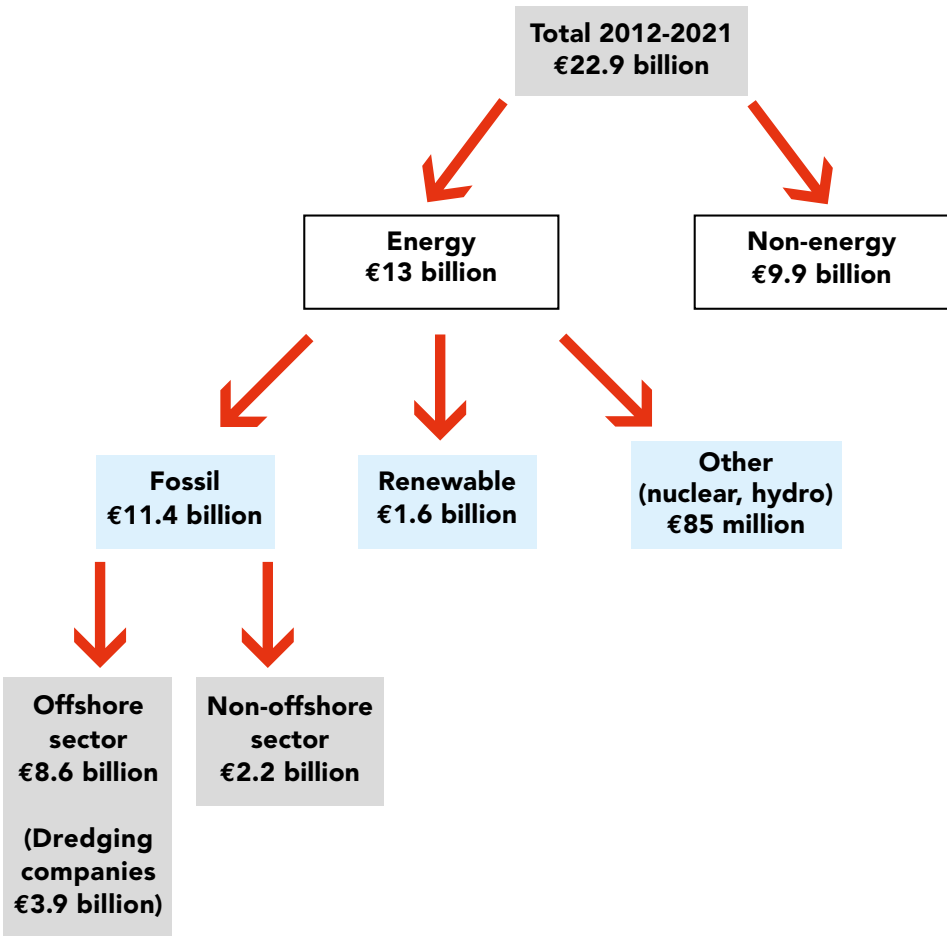 Total 2012-2021
€22.9 billion
Energy
€13 billion
Non-energy
€9.9 billion
Fossil
€11.4 billion
Renewable
€1.6 billion
Other
(nuclear, hydro)
€85 million
Offshore
sector
€8.6 billion
(Dredging
companies
€3.9 billion)
Non-offshore
sector
€2.2 billion